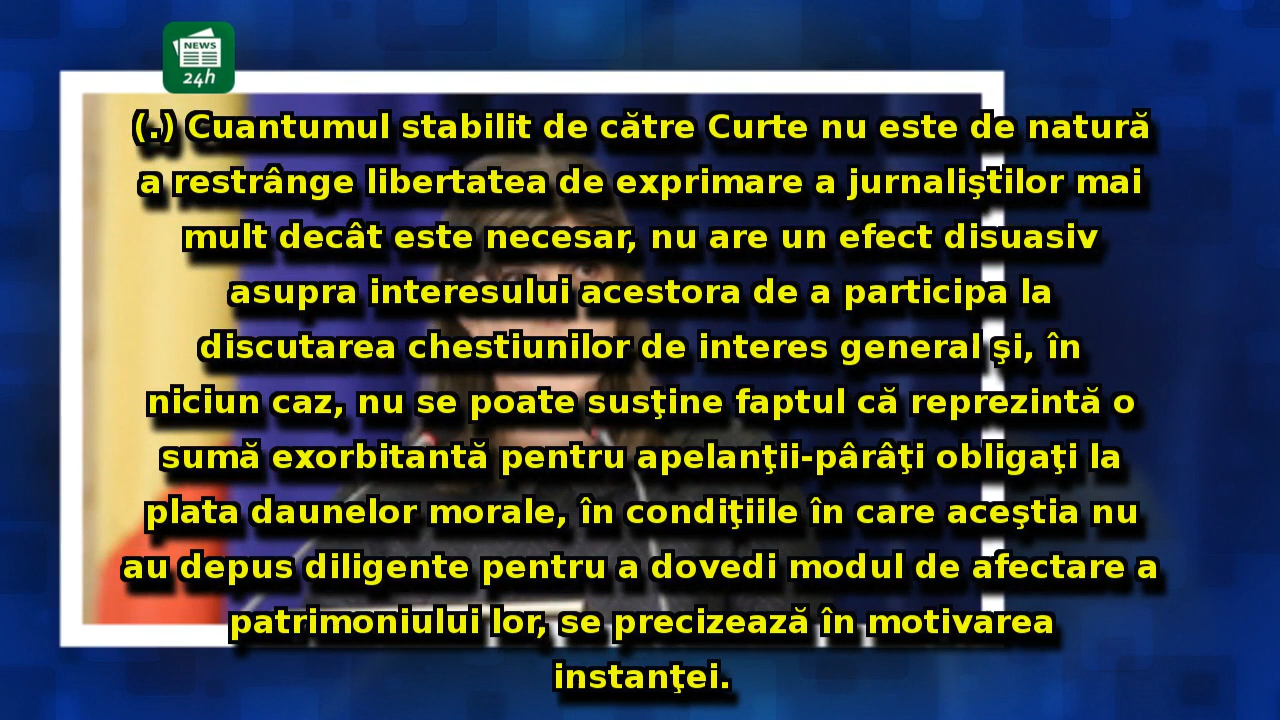 NEWS
24h
(.) Cuantumul stabilit de către Curte nu este de natură
a restrânge libertatea de exprimare a jurnaliştilor mai
mult decât este necesar, nu are un efect disuasiv
asupra interesului acestora de a participa la
discutarea chestiunilor de interes general şi, în
niciun caz, nu se poate susţine faptul că reprezintă o
sumă exorbitantă pentru apelanţii-pârâţi obligaţi la
plata daunelor morale, în condiţiile în care aceştia nu
au depus diligente pentru a dovedi modul de afectare a
patrimoniului lor, se precizează în motivarea
instanţei.